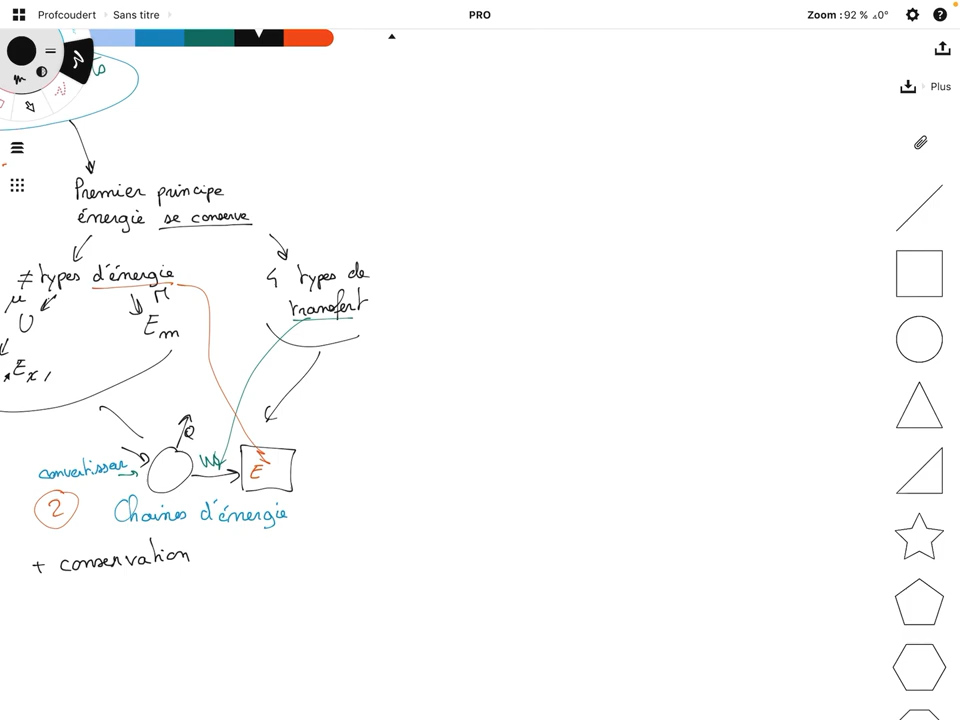 Profcoudert
Sans titre
PRO
Zoom : 92 % ⊿0°
Plus
Premier principe
énergie se conserve
≠ types d'énergie
4 types de
transfert
μ
M
U
Em
Q
convertisseur
W
E
2
Chaînes d'énergie
+ conservation